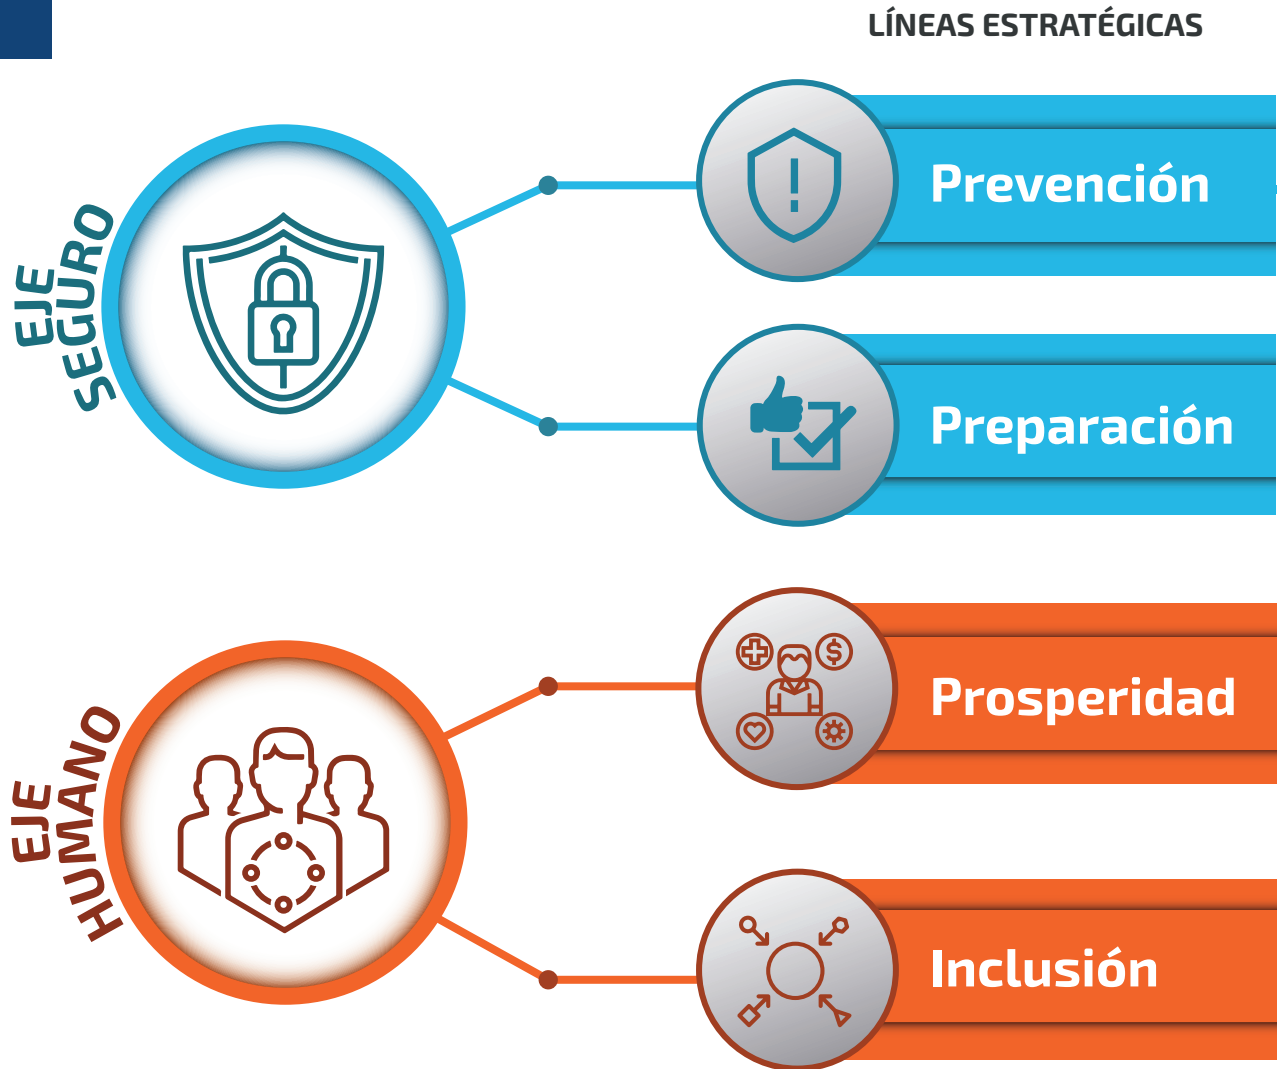 LÍNEAS ESTRATÉGICAS
EJE
SEGURO
Prevención
Preparación
EJE
HUMANO
Prosperidad
Inclusión